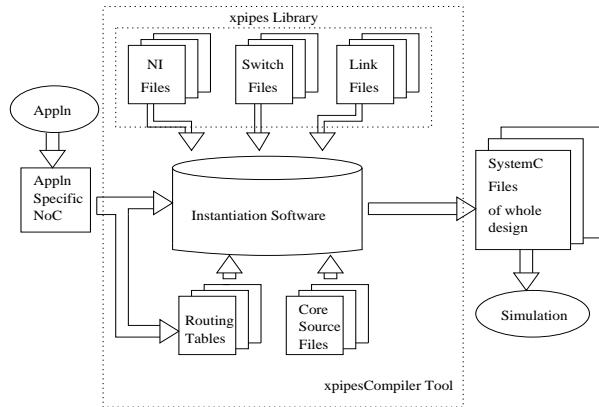 xpipes Library
NI
Files
Switch
Files
Link
Files
Appln
Appln
Specific
NoC
Instantiation Software
SystemC
Files
of whole
design
Routing
Tables
Core
Source
Files
Simulation
xpipesCompiler Tool